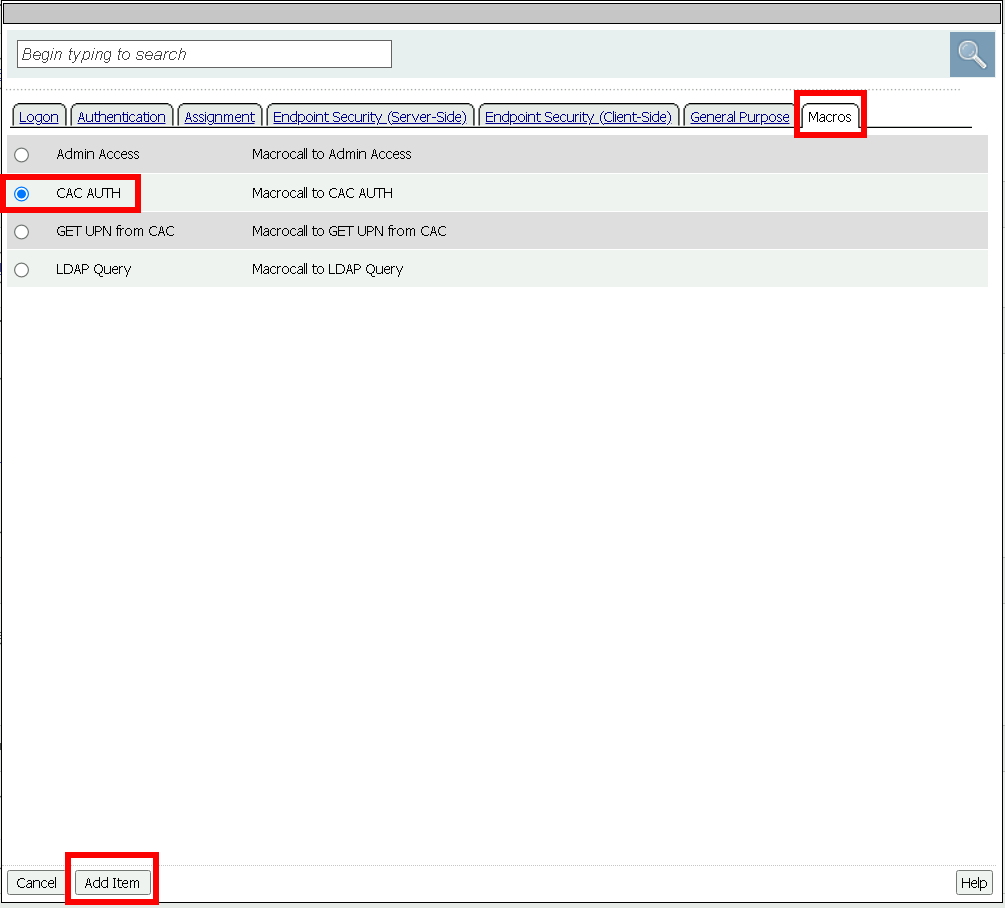 Begin typing to search
Logon Authentication Assignment Endpoint Security (Server-Side) Endpoint Security (Client-Side) General Purpose Macros
Admin Access Macrocall to Admin Access
CAC AUTH Macrocall to CAC AUTH
GET UPN from CAC Macrocall to GET UPN from CAC
LDAP Query Macrocall to LDAP Query
Cancel Add Item Help